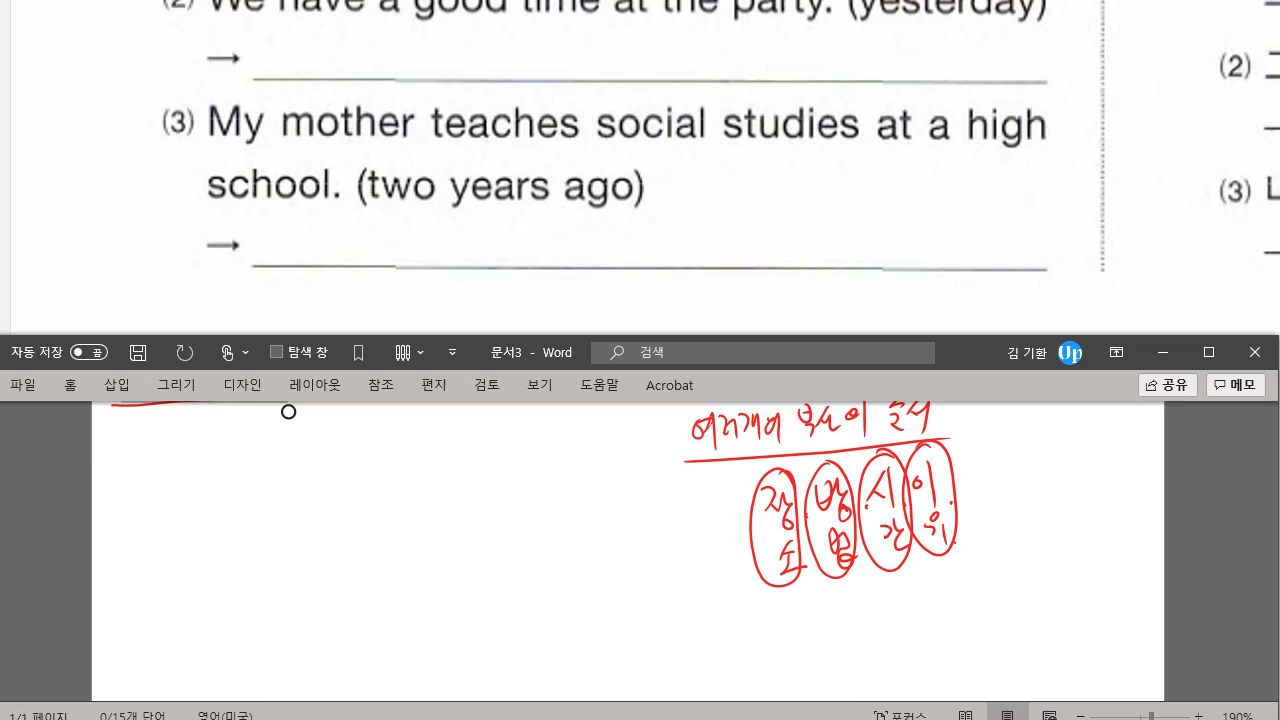 (2) We have a good time at the party. (yesterday)
→
(3) My mother teaches social studies at a high
school. (two years ago)
→
(2)
(3) L
자동 저장 끔 탐색 창 문서3 - Word 검색 김 기환 Up
파일 홈 삽입 그리기 디자인 레이아웃 참조 편지 검토 보기 도움말 Acrobat 공유 메모
여러개의 부사의 순서
장소 방법 시간 이유
1/1 페이지 0/15개 단어 영어(미국) 포커스 190%